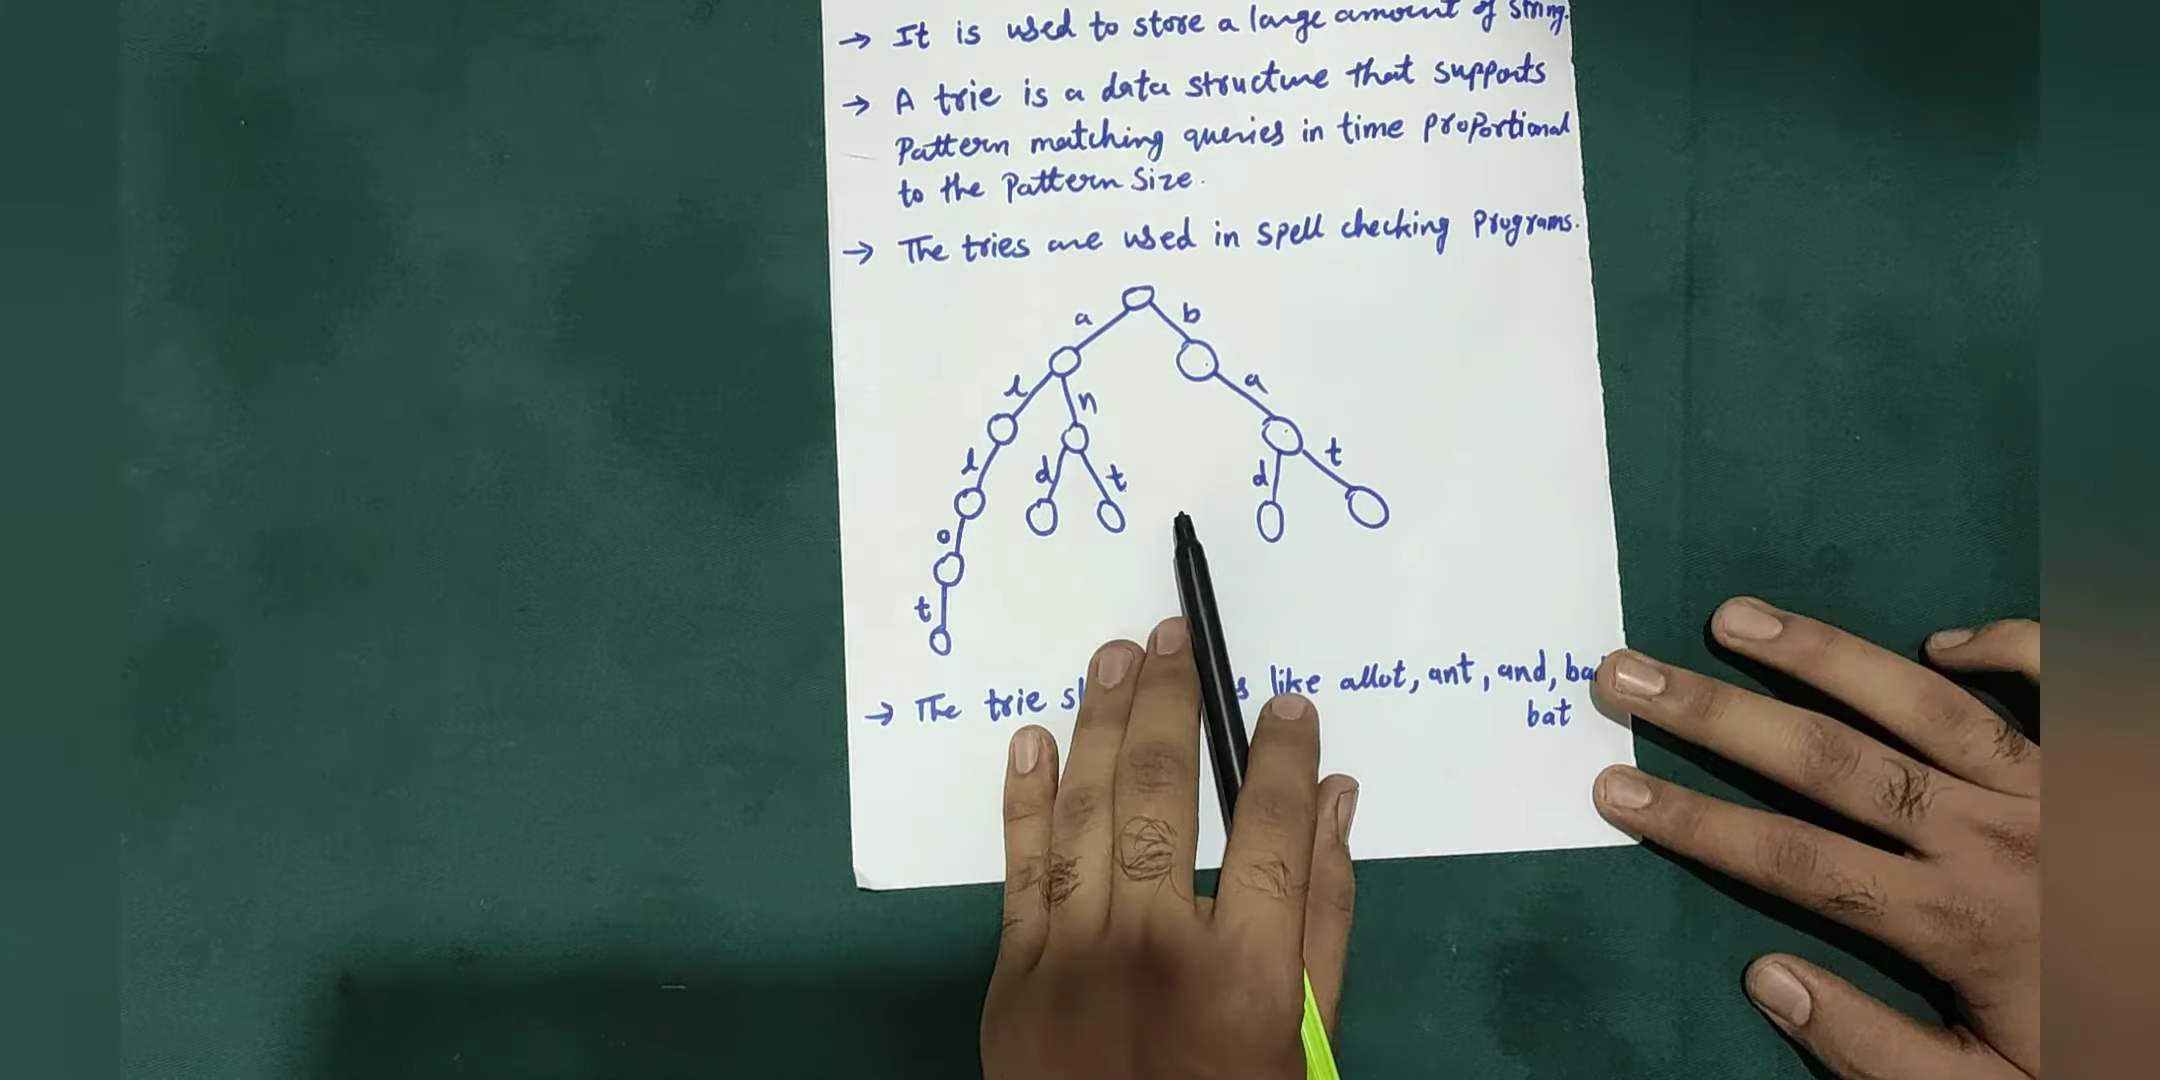 → It is used to store a large amount of string.
→ A trie is a data structure that supports
Pattern matching queries in time proportional
to the Pattern Size.
→ The tries are used in spell checking Programs.
a b
l n a
l d t d t
o
t
→ The trie like allot, ant, and,
bat